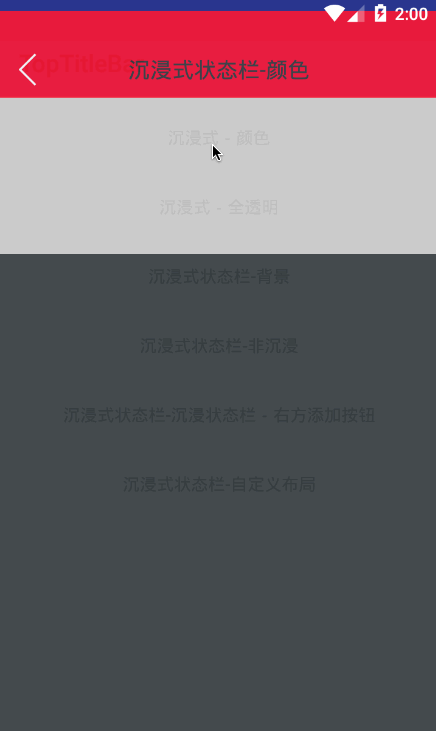 2:00
TopTitleBa
沉浸式状态栏-颜色
沉浸式 - 颜色
沉浸式 - 全透明
沉浸式状态栏-背景
沉浸式状态栏-非沉漫
沉浸式状态栏-沉漫状态栏 - 右方添加按钮
沉浸式状态栏-自定义布局